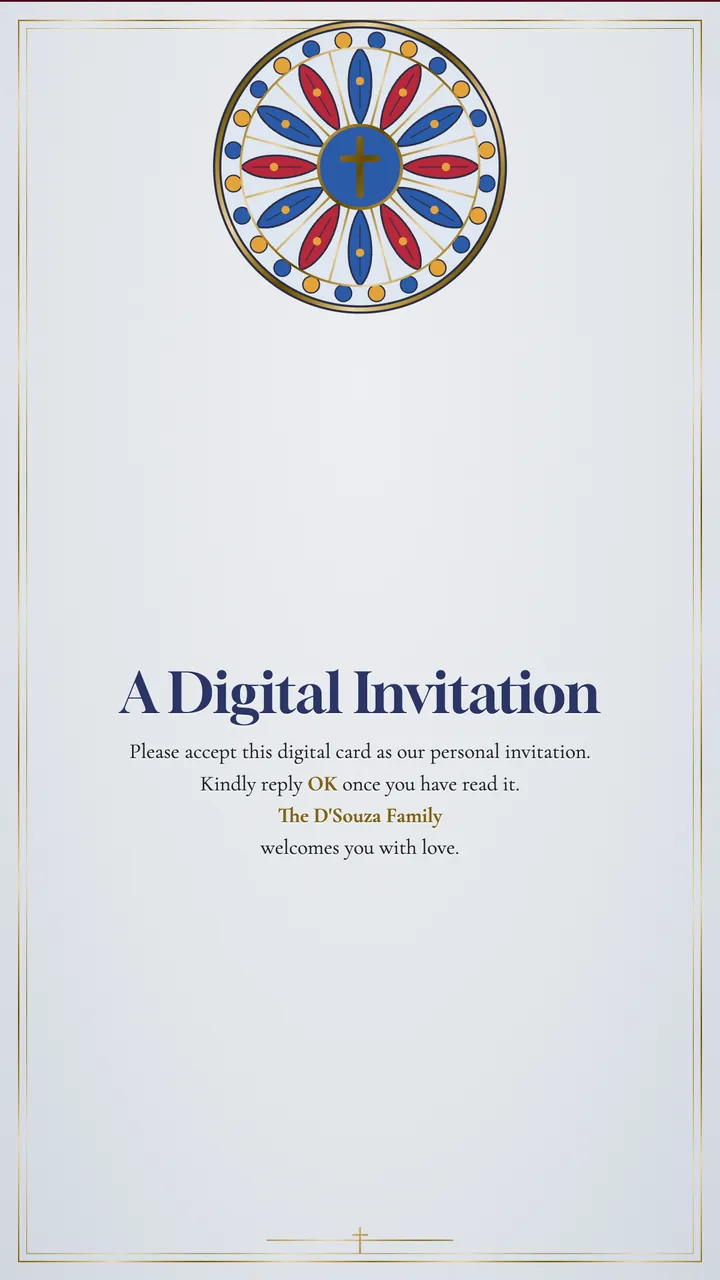 A Digital Invitation
Please accept this digital card as our personal invitation.
Kindly reply OK once you have read it.
The D'Souza Family
welcomes you with love.